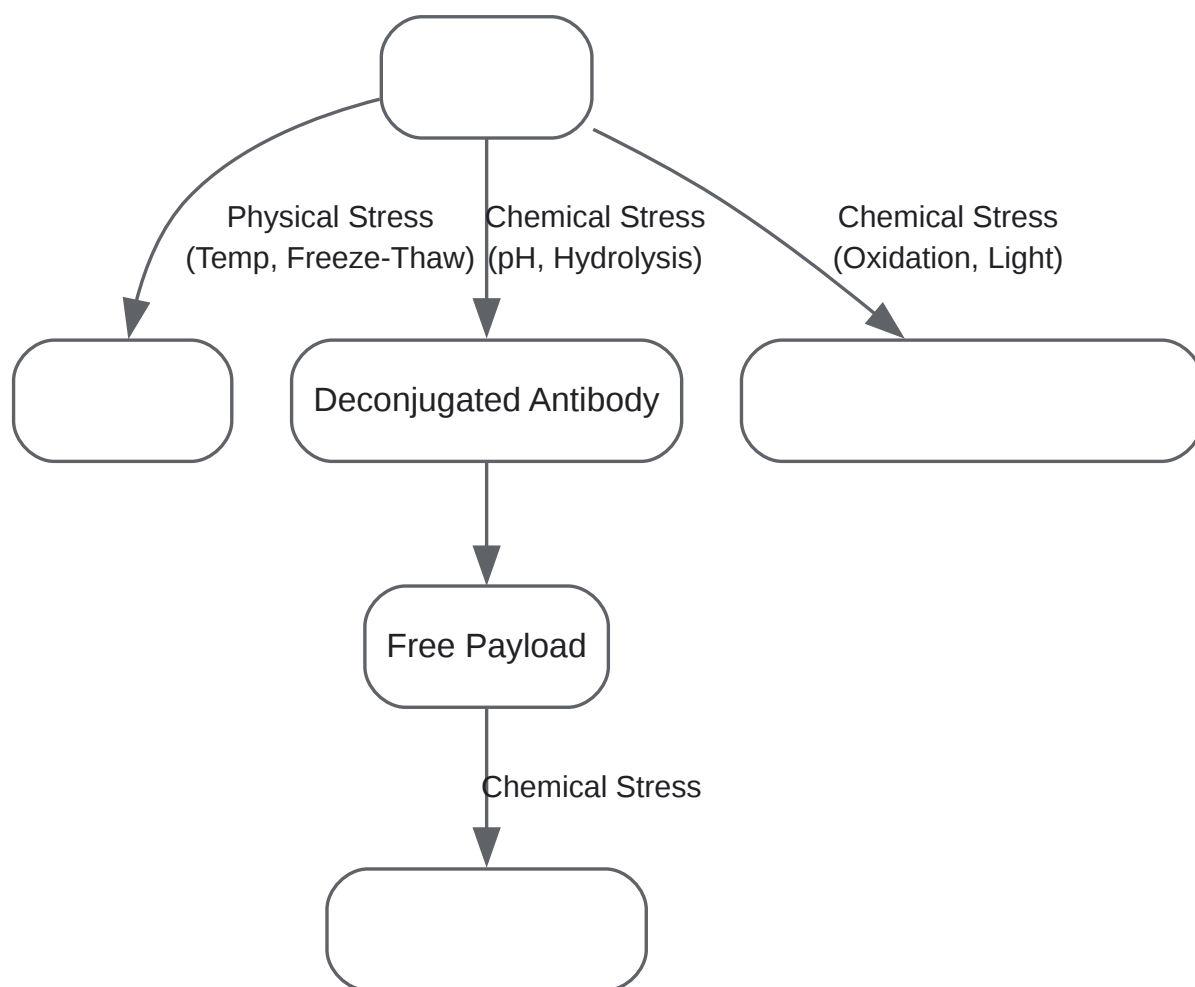 Physical Stress
(Temp, Freeze-Thaw)
Chemical Stress
(pH, Hydrolysis)
Chemical Stress
(Oxidation, Light)
Deconjugated Antibody
Free Payload
Chemical Stress